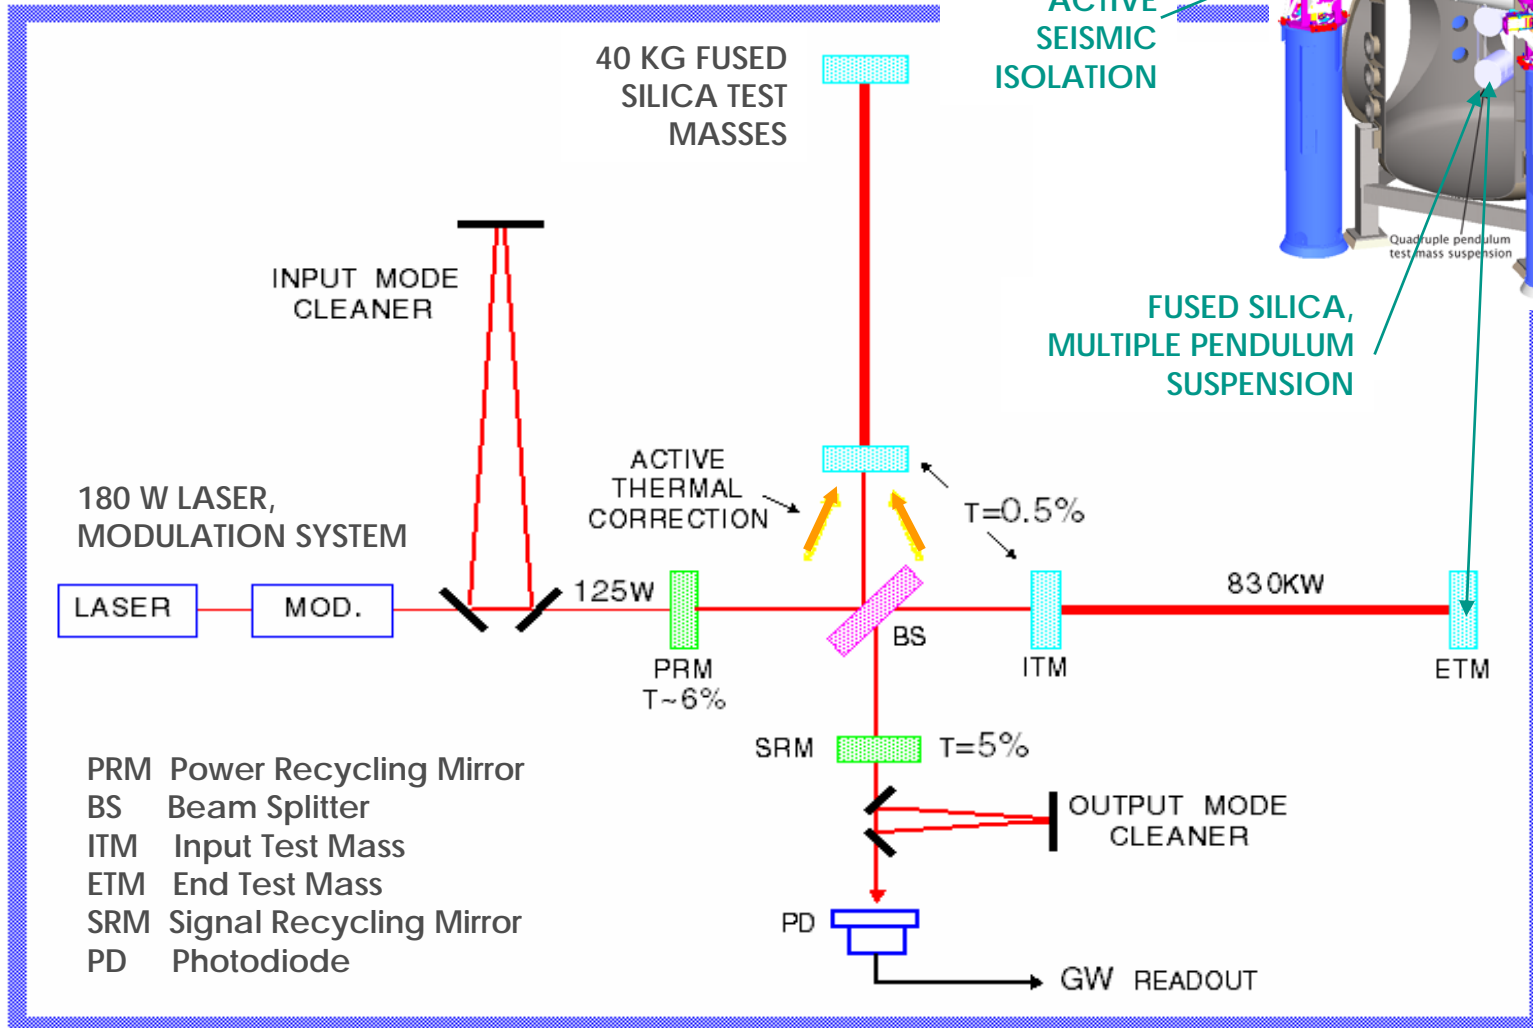 ACTIVE
SEISMIC
ISOLATION
40 KG FUSED
SILICA TEST
MASSES
Quadruple pendulum
test mass suspension
INPUT MODE
CLEANER
FUSED SILICA,
MULTIPLE PENDULUM
SUSPENSION
ACTIVE
THERMAL
CORRECTION
T=0.5%
180 W LASER,
MODULATION SYSTEM
LASER
MOD.
125W
830KW
BS
PRM
T~6%
ITM
ETM
SRM
T=5%
PRM Power Recycling Mirror
BS Beam Splitter
ITM Input Test Mass
ETM End Test Mass
SRM Signal Recycling Mirror
PD Photodiode
OUTPUT MODE
CLEANER
PD
GW READOUT